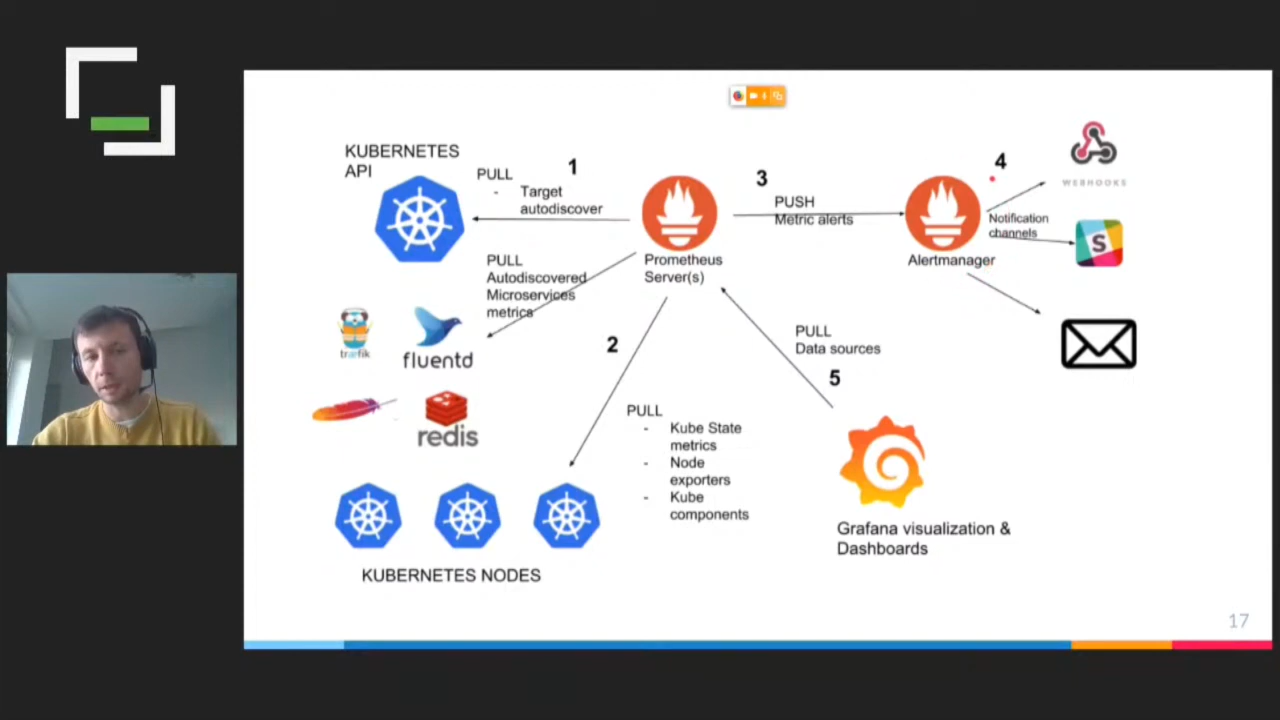 KUBERNETES
API
1
PULL
- Target
autodiscover
3
PUSH
Metric alerts
4
WEBHOOKS
Notification
channels
S
Prometheus
Server(s)
Alertmanager
PULL
Autodiscovered
Microservices
metrics
træfik
fluentd
2
PULL
Data sources
5
redis
PULL
- Kube State
metrics
- Node
exporters
- Kube
components
Grafana visualization &
Dashboards
KUBERNETES NODES
17